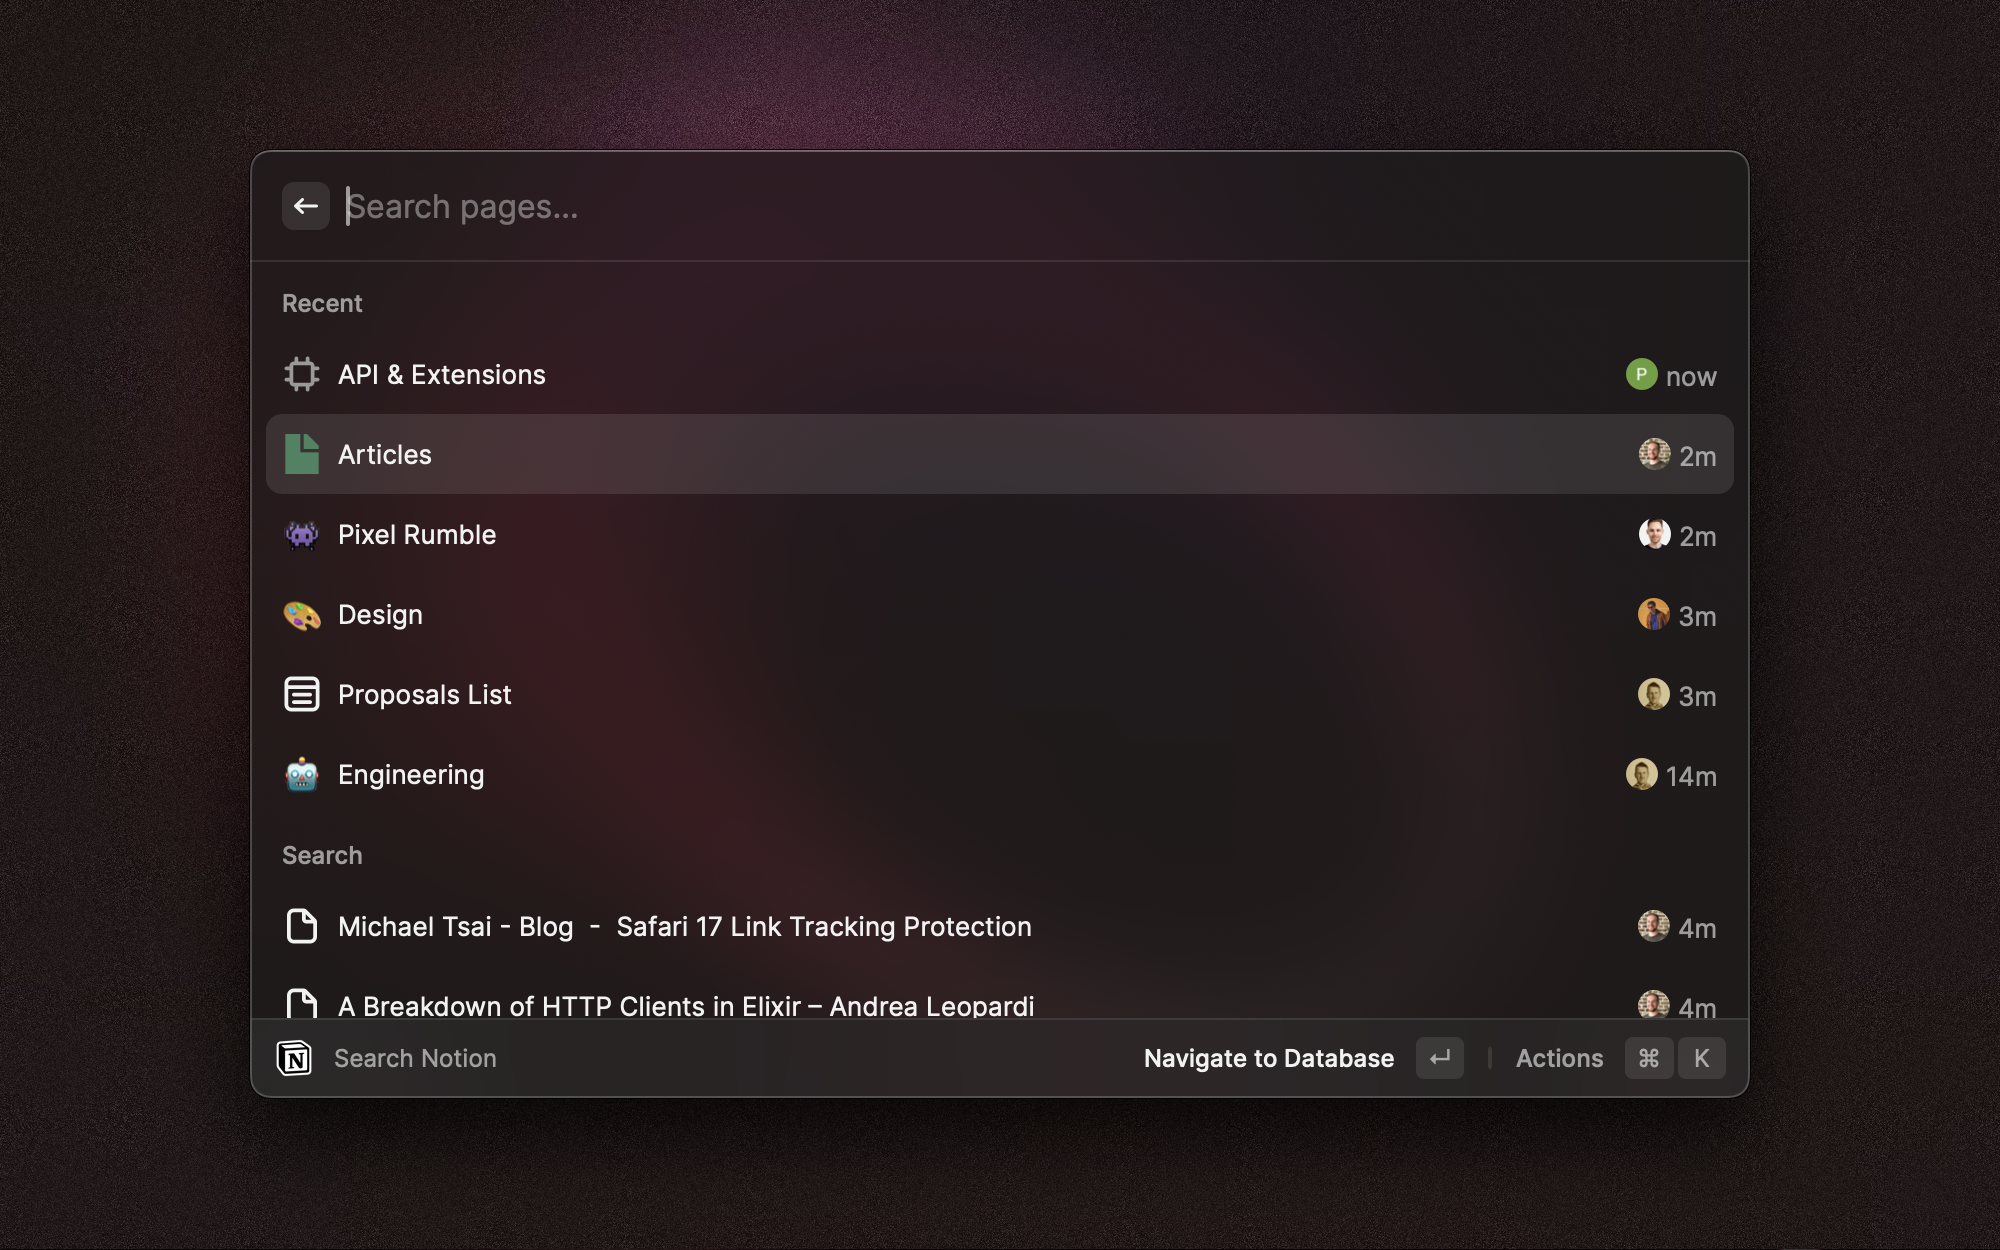 Search pages...
Recent
API & Extensions P now
Articles 2m
Pixel Rumble 2m
Design 3m
Proposals List 3m
Engineering 14m
Search
Michael Tsai - Blog  -  Safari 17 Link Tracking Protection 4m
A Breakdown of HTTP Clients in Elixir – Andrea Leopardi 4m
N Search Notion Navigate to Database ↵ | Actions ⌘ K